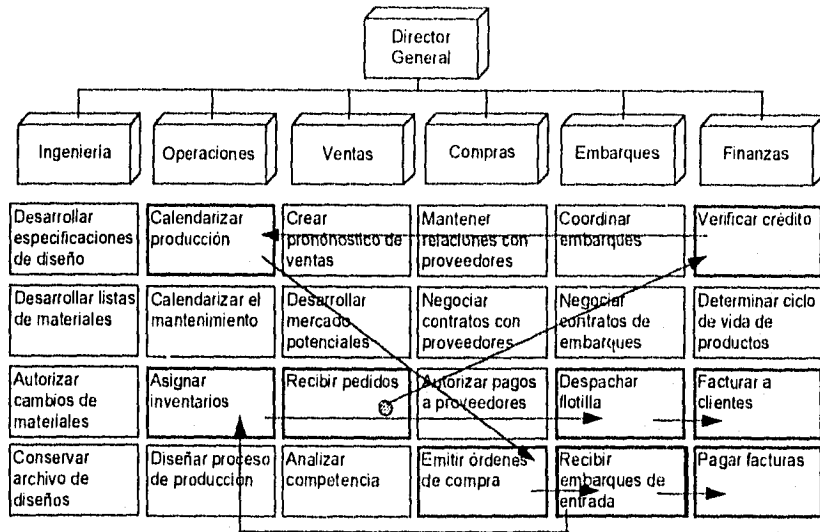 Director
General
Ingeniería
Operaciones
Ventas
Compras
Embarques
Finanzas
Desarrollar
especificaciones
de diseño
Calendarizar
producción
Crear
pronónostico de
ventas
Mantener
relaciones con
proveedores
Coordinar
embarques
Verificar crédito
Desarrollar listas
de materiales
Calendarizar el
mantenimiento
Desarrollar
mercado
potenciales
Negociar
contratos con
proveedores
Negociar
contratos de
embarques
Determinar ciclo
de vida de
productos
Autorizar
cambios de
materiales
Asignar
inventarios
Recibir pedidos
Autorizar pagos
a proveedores
Despachar
flotilla
Facturar a
clientes
Conservar
archivo de
diseños
Diseñar proceso
de producción
Analizar
competencia
Emitir órdenes
de compra
Recibir
embarques de
entrada
Pagar facturas